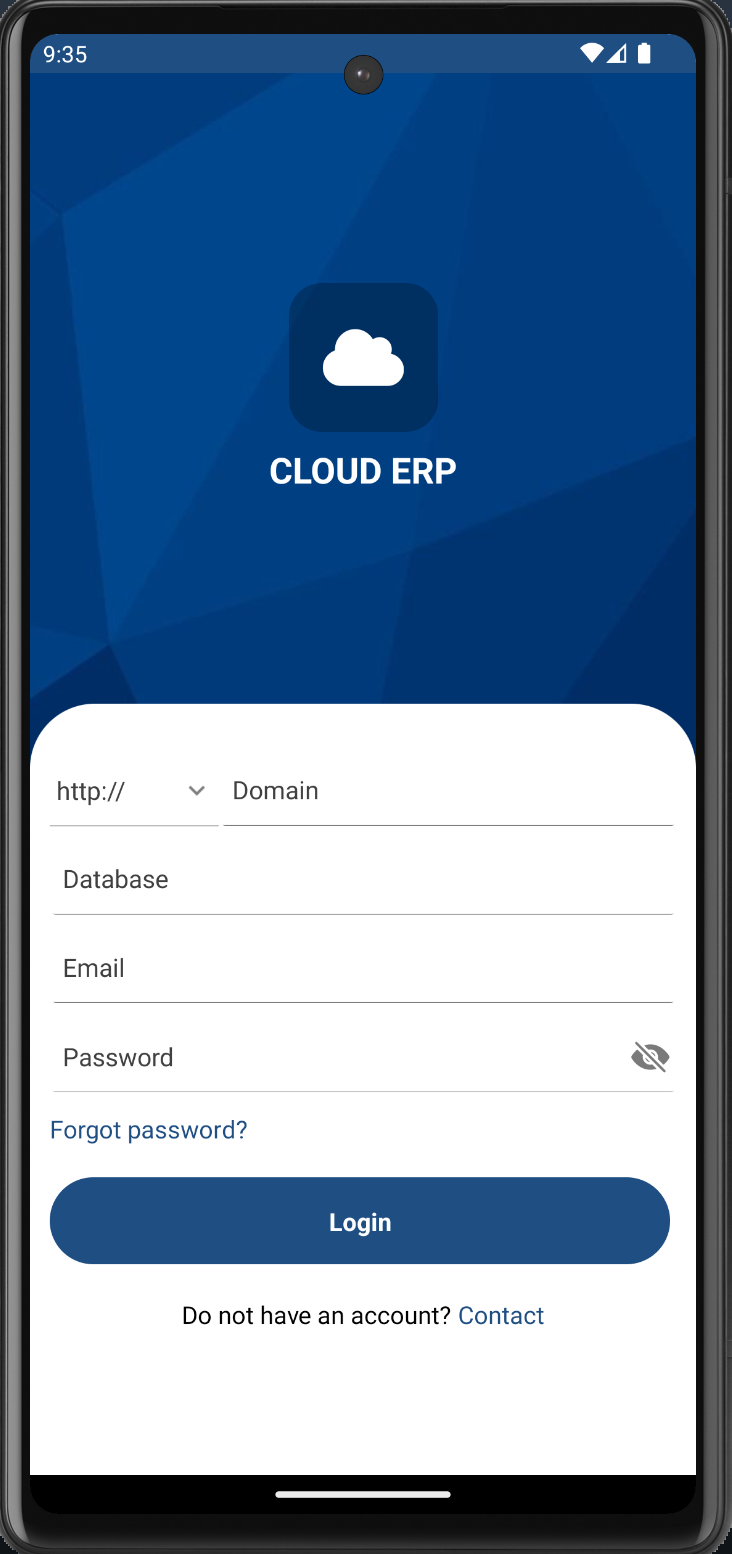 9:35
CLOUD ERP
http:// Domain
Database
Email
Password
Forgot password?
Login
Do not have an account? Contact